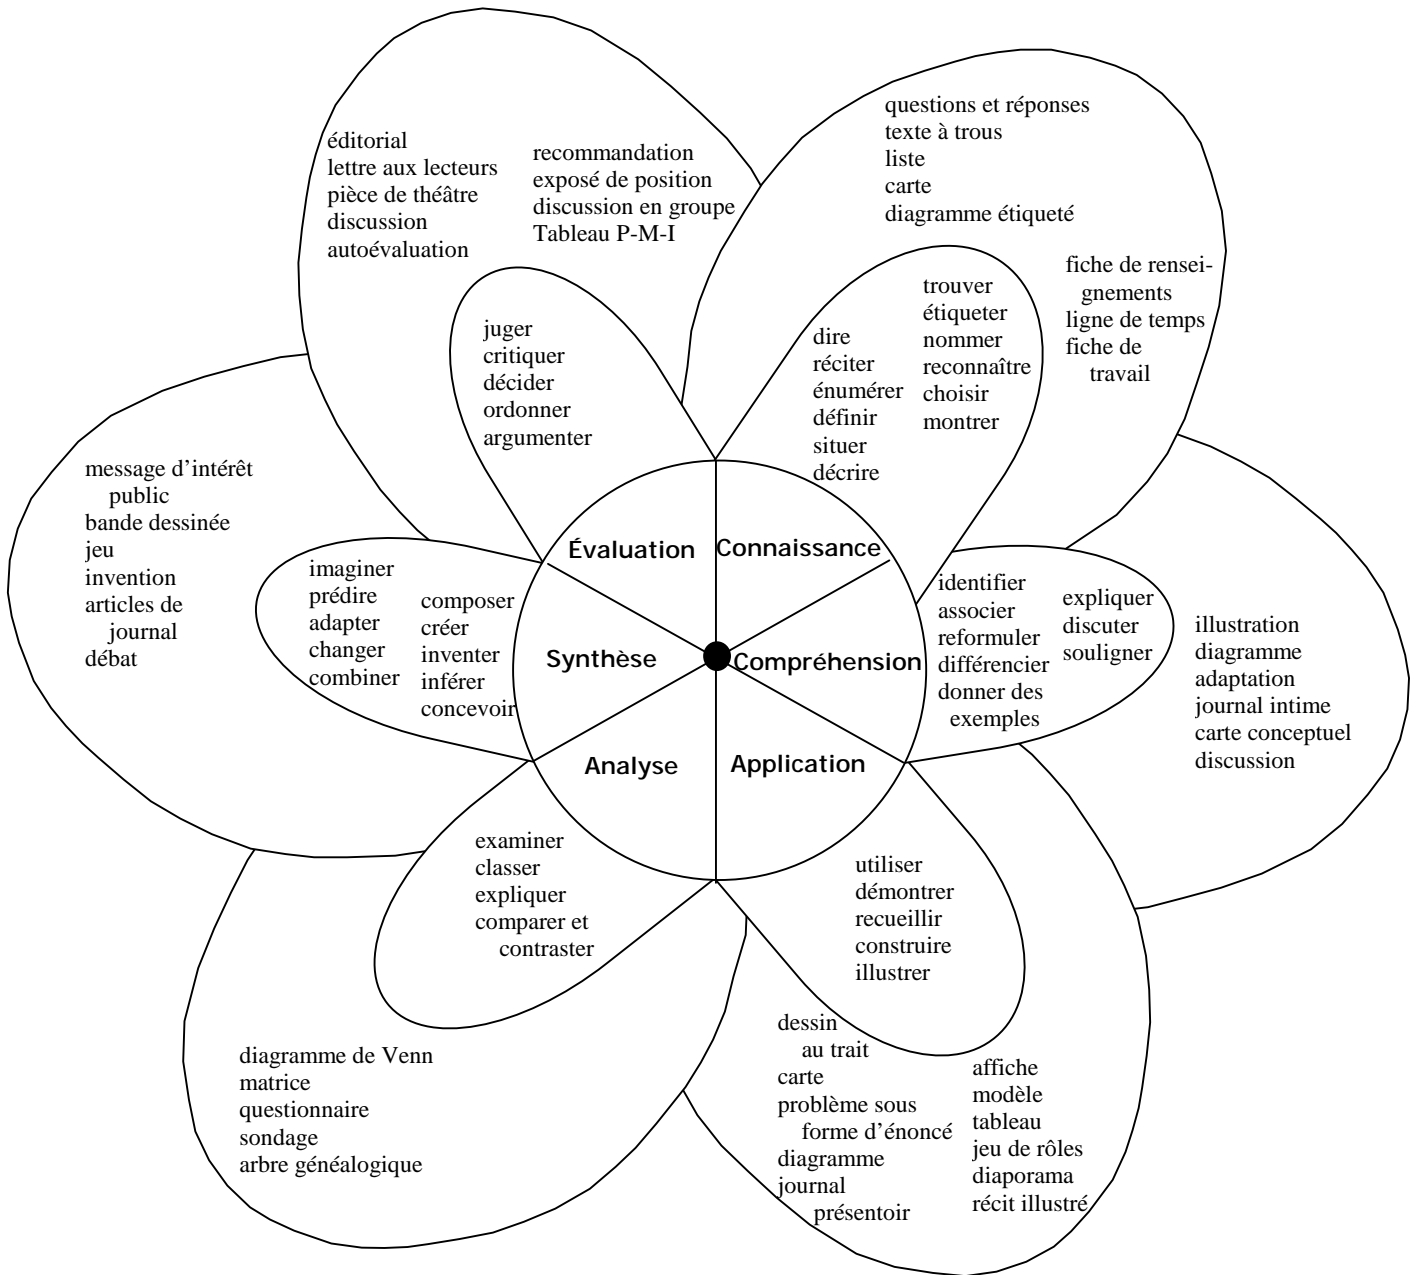 éditorial
lettre aux lecteurs
pièce de théâtre
discussion
autoévaluation
recommandation
exposé de position
discussion en groupe
Tableau P-M-I
questions et réponses
texte à trous
liste
carte
diagramme étiqueté
fiche de rensei-
gnements
ligne de temps
fiche de
travail
juger
critiquer
décider
ordonner
argumenter
dire
réciter
énumérer
définir
situer
décrire
trouver
étiqueter
nommer
reconnaître
choisir
montrer
message d’intérêt
public
bande dessinée
jeu
invention
articles de
journal
débat
imaginer
prédire
adapter
changer
combiner
composer
créer
inventer
inférer
concevoir
Évaluation
Connaissance
Synthèse
Compréhension
Analyse
Application
identifier
associer
reformuler
différencier
donner des
exemples
expliquer
discuter
souligner
illustration
diagramme
adaptation
journal intime
carte conceptuel
discussion
examiner
classer
expliquer
comparer et
contraster
utiliser
démontrer
recueillir
construire
illustrer
diagramme de Venn
matrice
questionnaire
sondage
arbre généalogique
dessin
au trait
carte
problème sous
forme d’énoncé
diagramme
journal
présentoir
affiche
modèle
tableau
jeu de rôles
diaporama
récit illustré